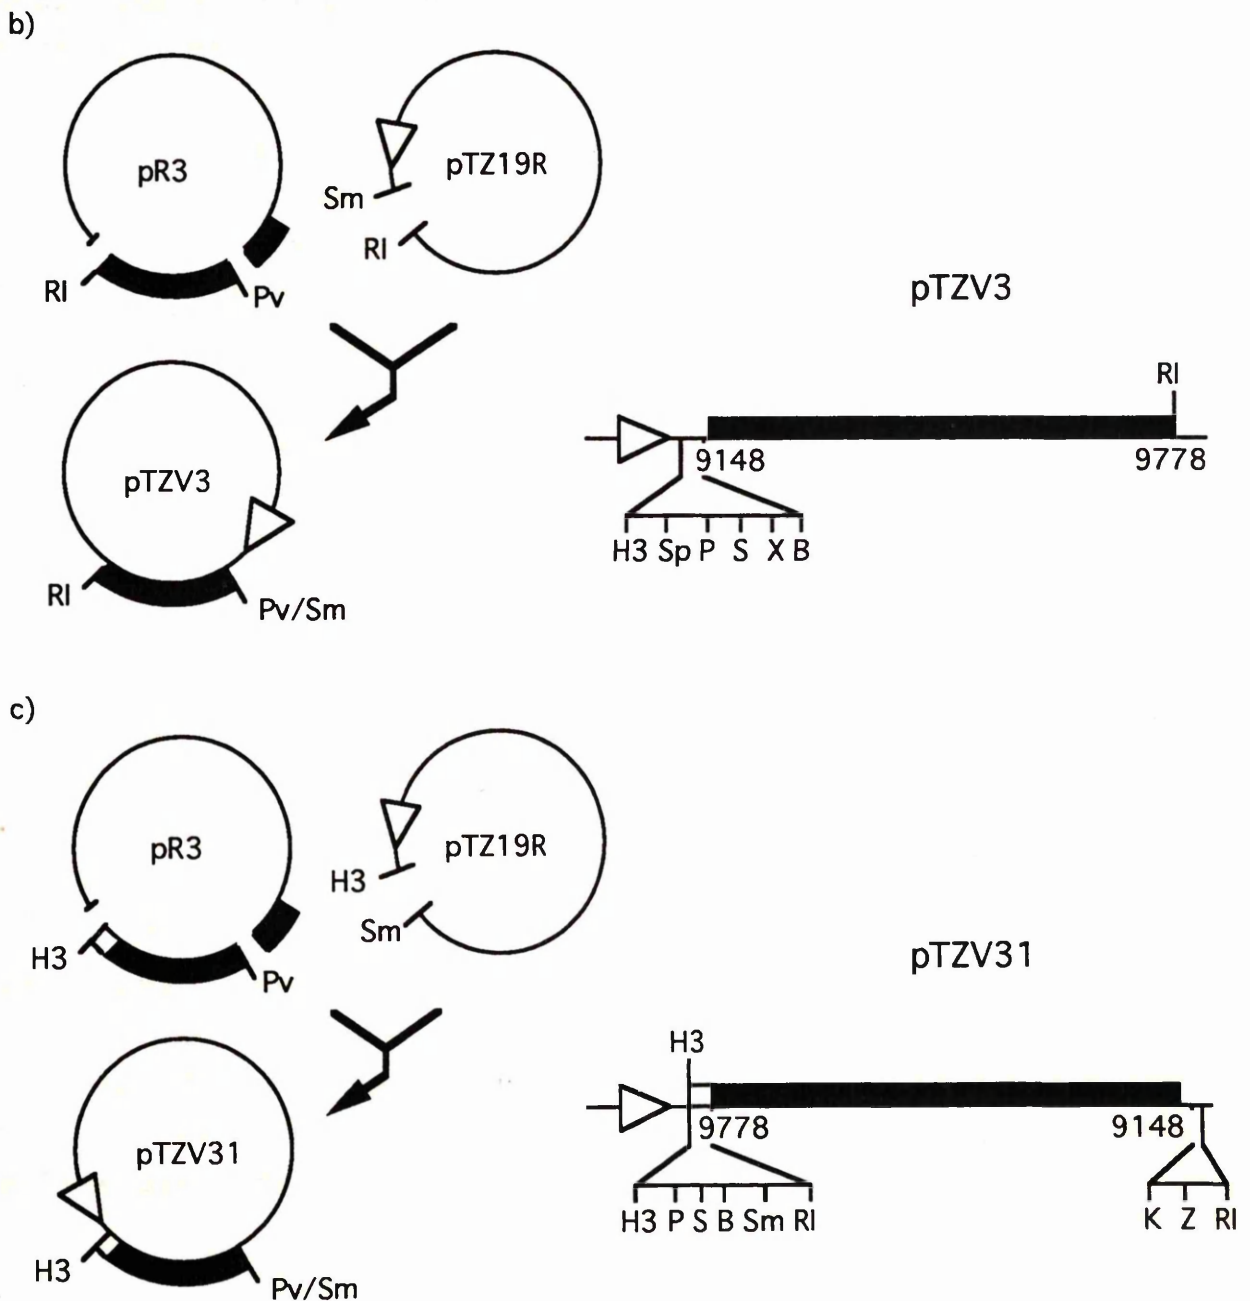 b)
pR3
pTZ19R
Sm
RI
RI
Pv
pTZV3
RI
pTZV3
9148
9778
H3 Sp P S X B
RI
Pv/Sm
c)
pR3
pTZ19R
H3
Sm
H3
Pv
pTZV31
H3
9778
9148
pTZV31
H3 P S B Sm RI
K Z RI
H3
Pv/Sm